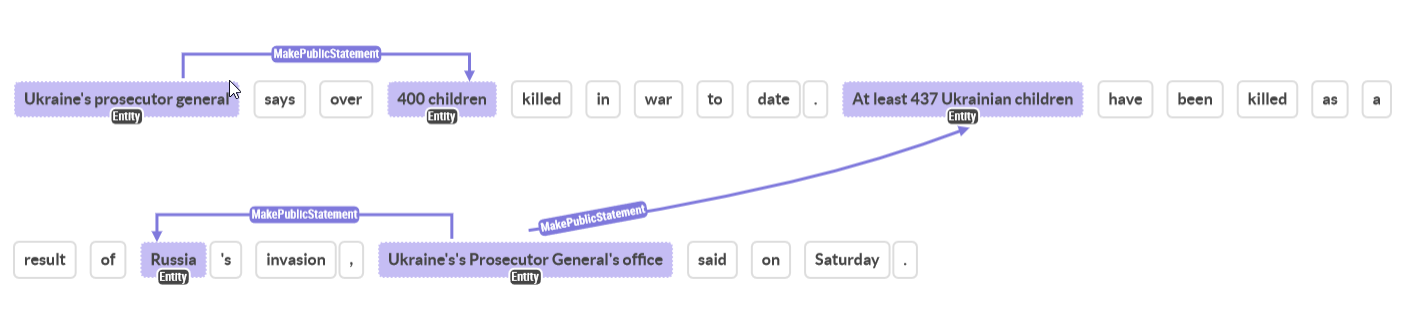 MakePublicStatement
Ukraine's prosecutor general says over 400 children killed in war to date . At least 437 Ukrainian children have been killed as a
Entity Entity Entity
MakePublicStatement MakePublicStatement
result of Russia 's invasion , Ukraine's's Prosecutor General's office said on Saturday .
Entity Entity